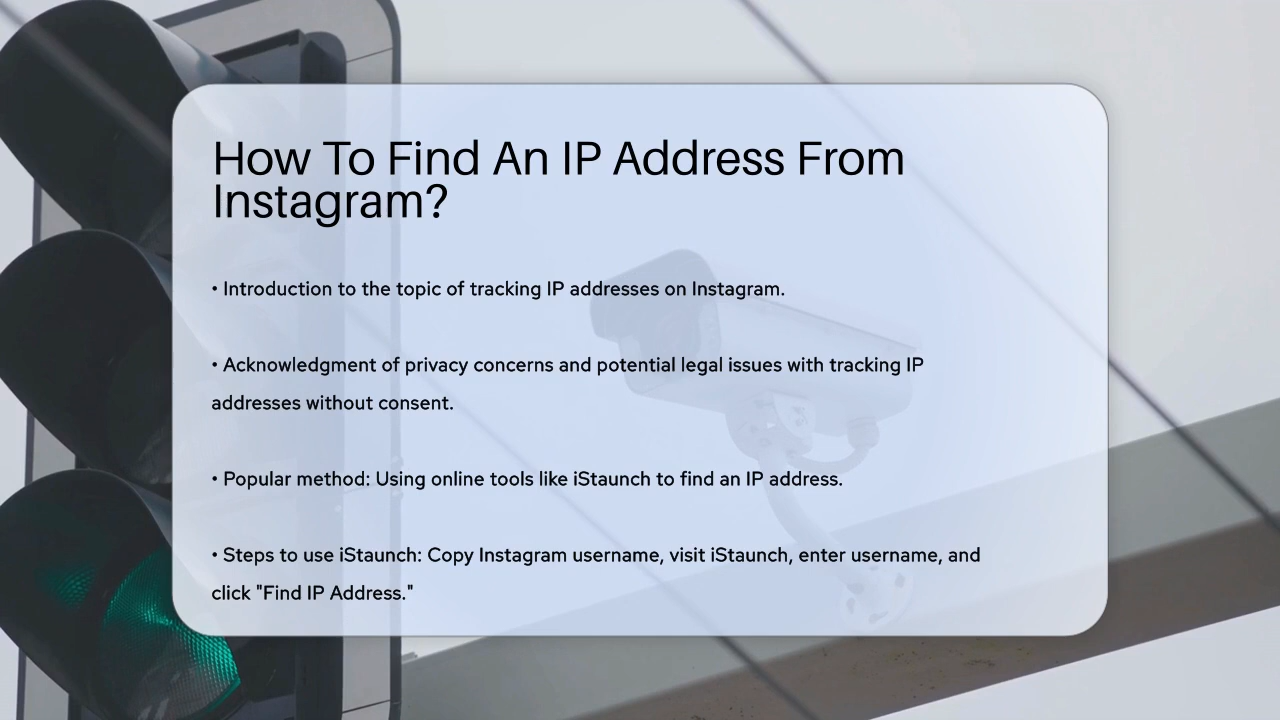 How To Find An IP Address From
Instagram?
• Introduction to the topic of tracking IP addresses on Instagram.
• Acknowledgment of privacy concerns and potential legal issues with tracking IP
addresses without consent.
• Popular method: Using online tools like iStaunch to find an IP address.
• Steps to use iStaunch: Copy Instagram username, visit iStaunch, enter username, and
click "Find IP Address."